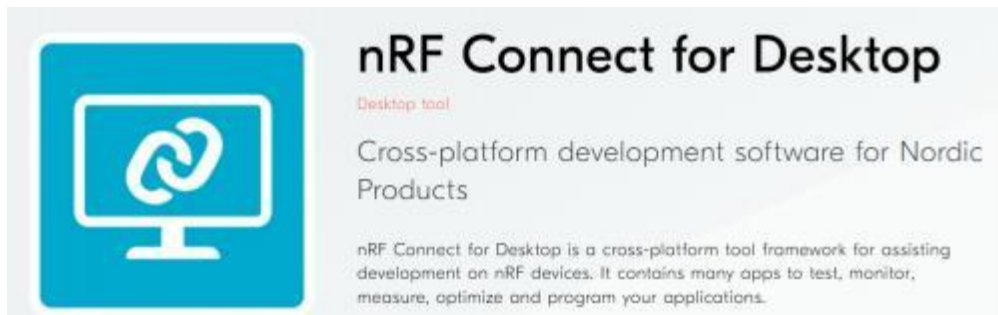 nRF Connect for Desktop
Desktop tool
Cross-platform development software for Nordic
Products
nRF Connect for Desktop is a cross-platform tool framework for assisting
development on nRF devices. It contains many apps to test, monitor,
measure, optimize and program your applications.